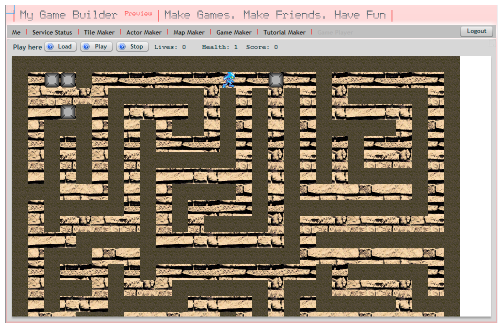 My Game Builder Preview | Make Games. Make Friends. Have Fun |
Me | Service Status | Tile Maker | Actor Maker | Map Maker | Game Maker | Tutorial Maker | Logout
Play here Load Play Stop Lives: 0 Health: 1 Score: 0